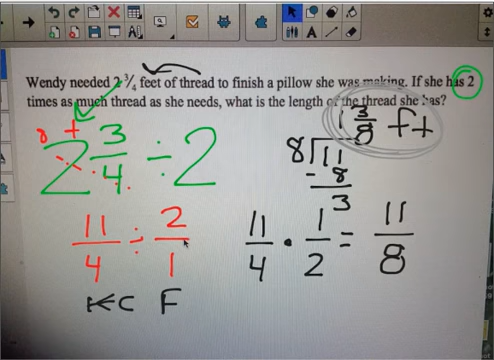 Wendy needed 2 3/4 feet of thread to finish a pillow she was making. If she has 2
times as much thread as she needs, what is the length of the thread she has?
1 3/8 ft
8 +
2 3/4 ÷ 2
8)11
- 8
3
11/4 ÷ 2/1
11/4 · 1/2 = 11/8
KC F